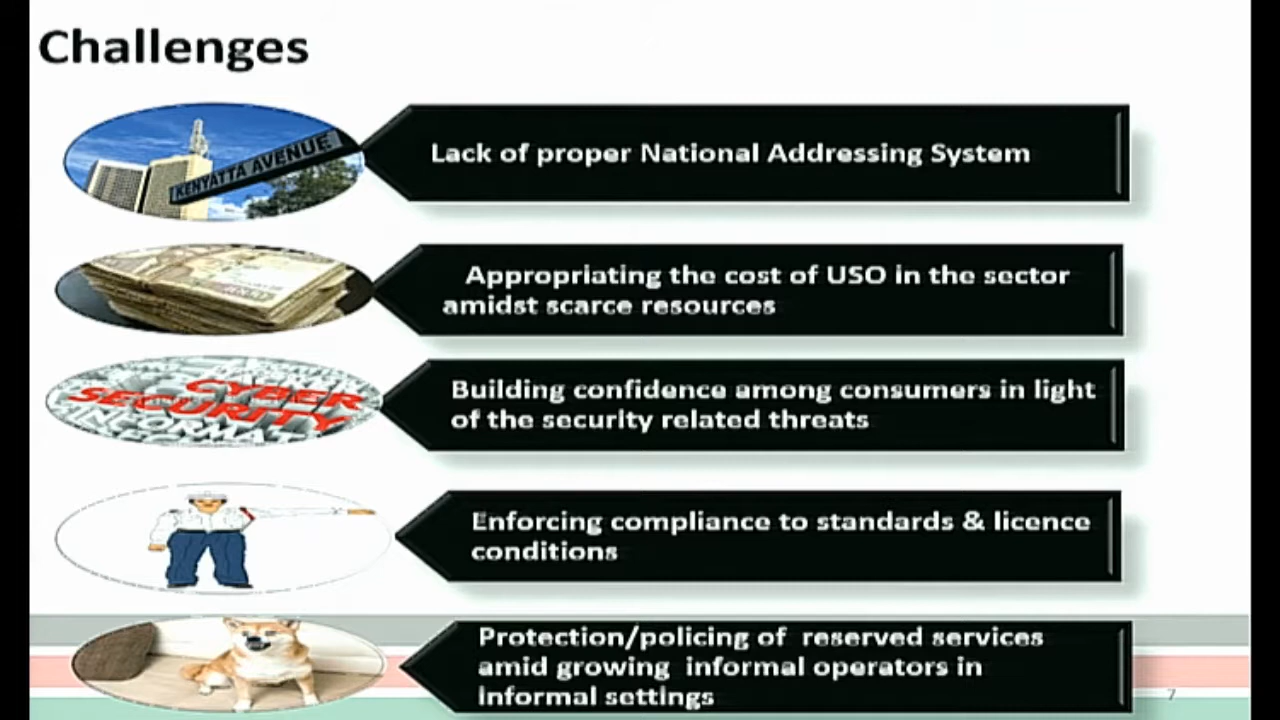 Challenges
KENYATTA AVENUE
Lack of proper National Addressing System
Appropriating the cost of USO in the sector
amidst scarce resources
CYBER
SECURITY
INFORMAT
Building confidence among consumers in light
of the security related threats
Enforcing compliance to standards & licence
conditions
Protection/policing of reserved services
amid growing informal operators in
informal settings
7